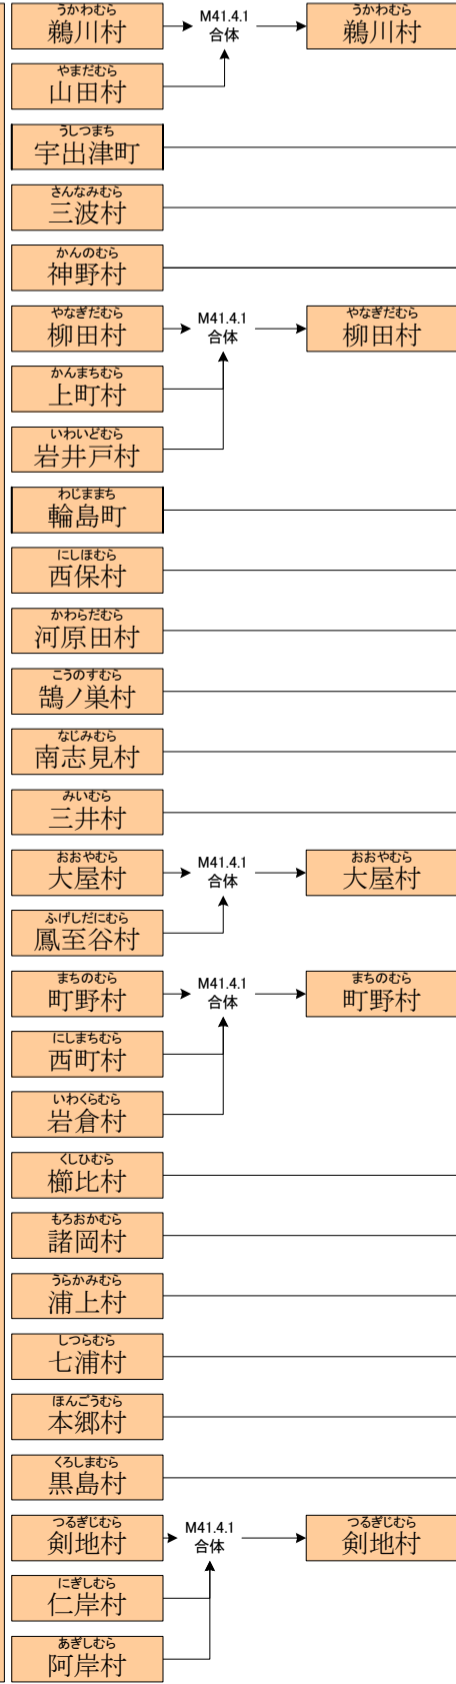 うかわむら
鵜川村
M41.4.1
合体
うかわむら
鵜川村
やまだむら
山田村
うしつまち
宇出津町
さんなみむら
三波村
かんのむら
神野村
やなぎだむら
柳田村
M41.4.1
合体
やなぎだむら
柳田村
かんまちむら
上町村
いわいどむら
岩井戸村
わじままち
輪島町
にしほむら
西保村
かわらだむら
河原田村
こうのすむら
鵠ノ巣村
なじみむら
南志見村
みいむら
三井村
おおやむら
大屋村
M41.4.1
合体
おおやむら
大屋村
ふげしだにむら
鳳至谷村
まちのむら
町野村
M41.4.1
合体
まちのむら
町野村
にしまちむら
西町村
いわくらむら
岩倉村
くしひむら
櫛比村
もろおかむら
諸岡村
うらかみむら
浦上村
しつらむら
七浦村
ほんごうむら
本郷村
くろしまむら
黒島村
つるぎじむら
剣地村
M41.4.1
合体
つるぎじむら
剣地村
にぎしむら
仁岸村
あぎしむら
阿岸村